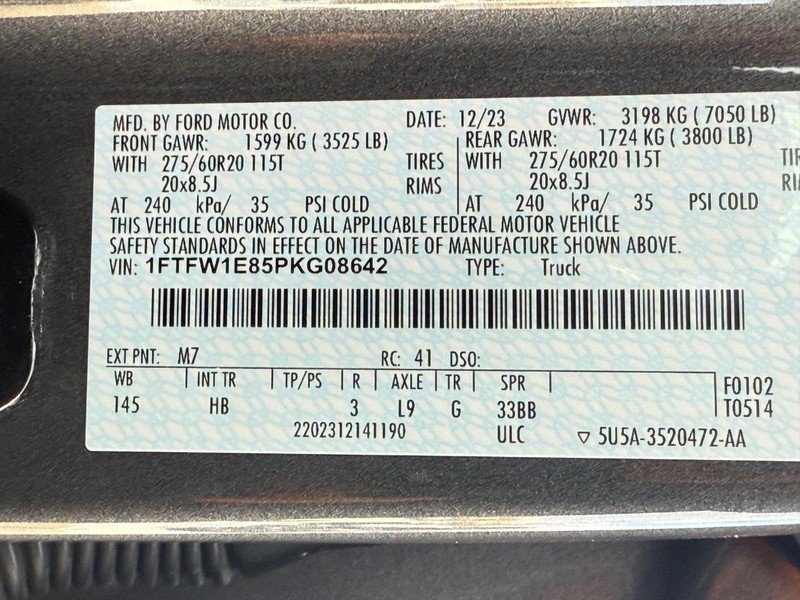 MFD. BY FORD MOTOR CO. DATE: 12/23 GVWR: 3198 KG ( 7050 LB)
FRONT GAWR: 1599 KG ( 3525 LB) REAR GAWR: 1724 KG ( 3800 LB)
WITH 275/60R20 115T TIRES WITH 275/60R20 115T
20x8.5J RIMS 20x8.5J
AT 240 kPa/ 35 PSI COLD AT 240 kPa/ 35 PSI COLD
THIS VEHICLE CONFORMS TO ALL APPLICABLE FEDERAL MOTOR VEHICLE
SAFETY STANDARDS IN EFFECT ON THE DATE OF MANUFACTURE SHOWN ABOVE.
VIN: 1FTFW1E85PKG08642 TYPE: Truck
EXT PNT: M7 RC: 41 DSO:
WB INT TR TP/PS R AXLE TR SPR F0102
145 HB 3 L9 G 33BB T0514
2202312141190 ULC ▽ 5U5A-3520472-AA